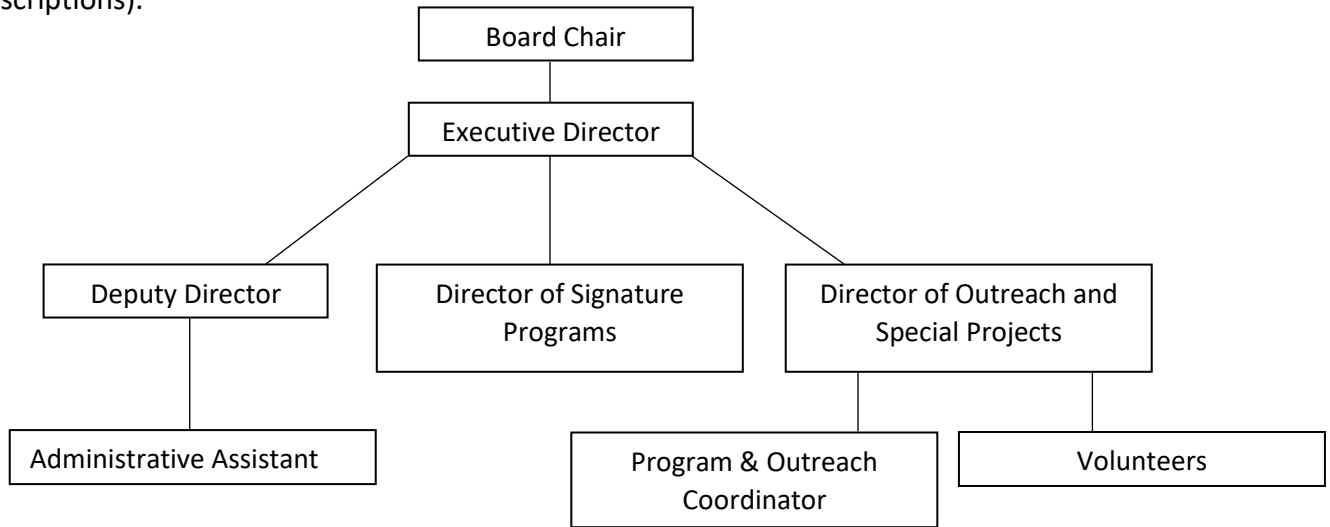 scriptions).
Board Chair
Executive Director
Deputy Director
Director of Signature
Programs
Director of Outreach and
Special Projects
Administrative Assistant
Program & Outreach
Coordinator
Volunteers